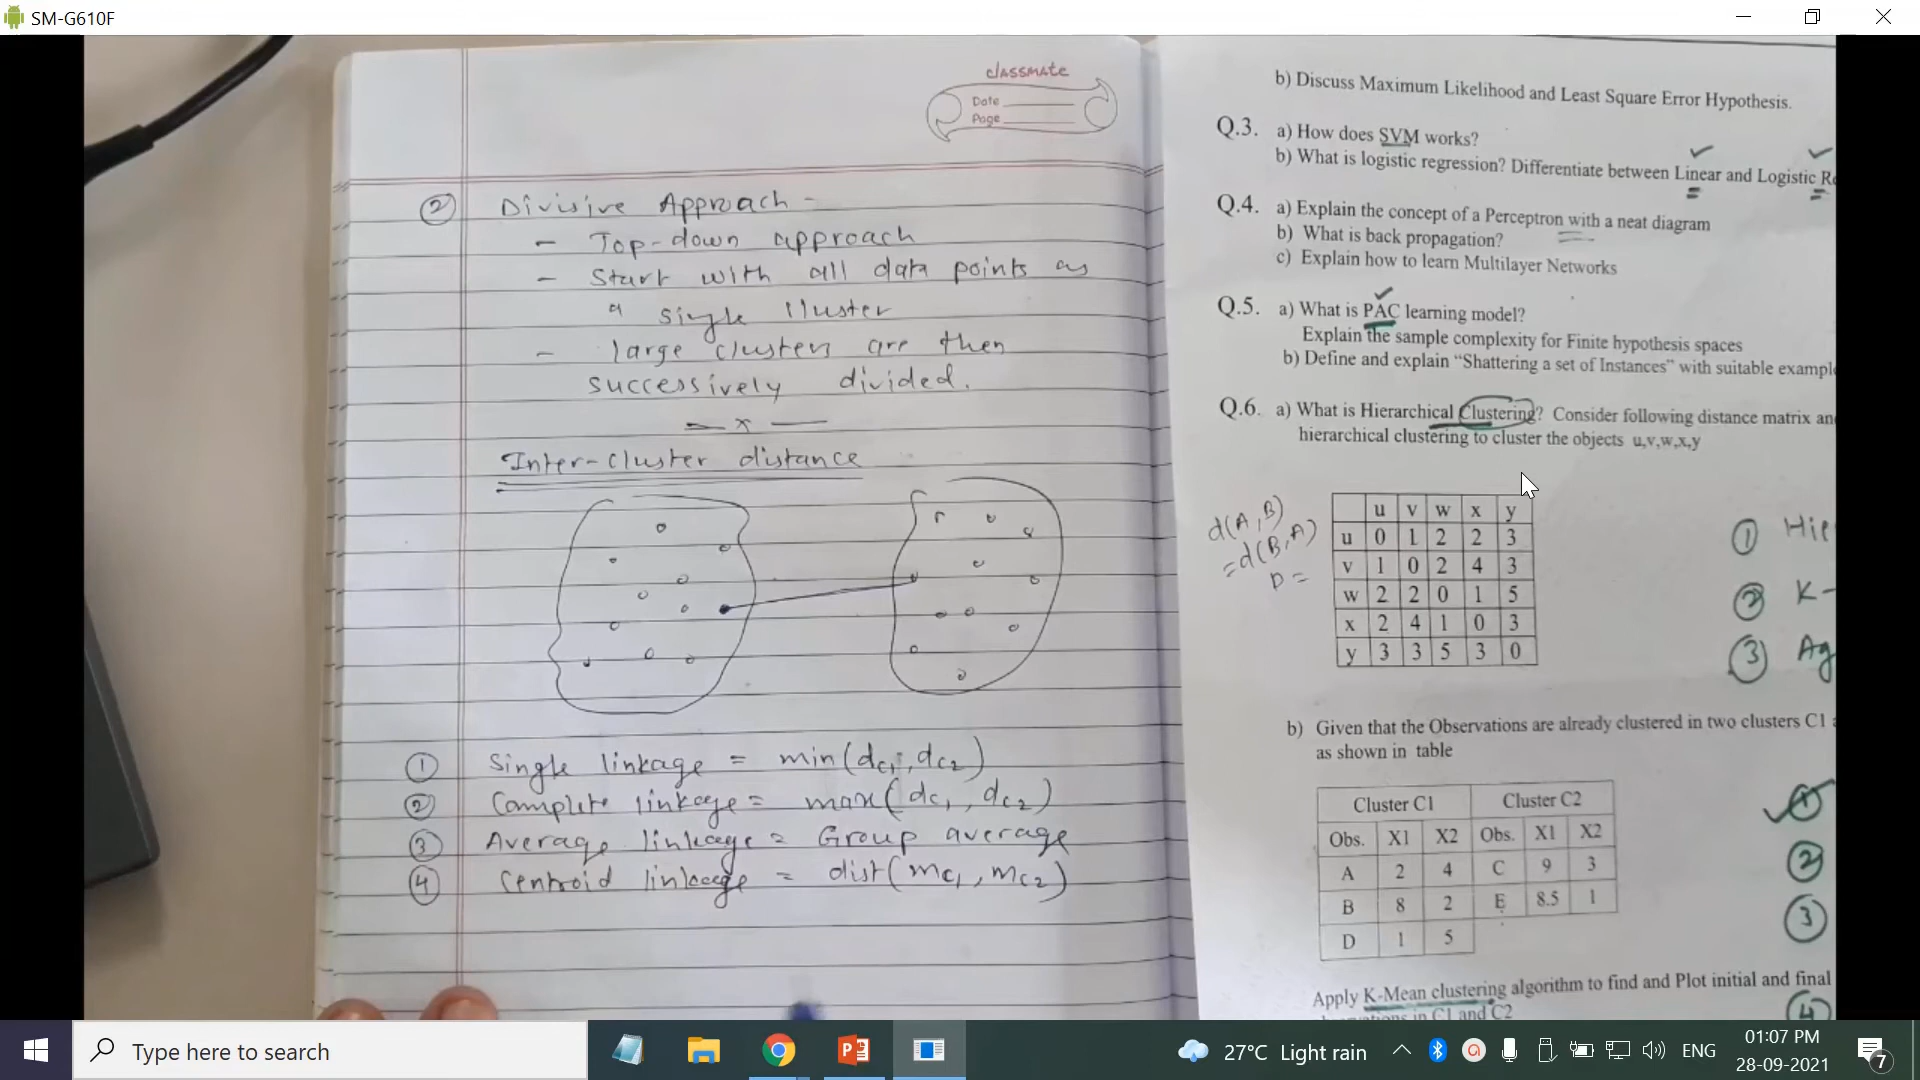 SM-G610F
classmate
Date
Page
② Divisive Approach -
- Top-down approach
- Start with all data points as
a single cluster
- large clusters are then
successively divided.
— x —
Inter-cluster distance
① Single linkage = min(dc1, dc2)
② Complete linkage = max(dc1, dc2)
③ Average linkage = Group average
④ Centroid linkage = dist(mc1, mc2)
b) Discuss Maximum Likelihood and Least Square Error Hypothesis.
Q.3. a) How does SVM works?
b) What is logistic regression? Differentiate between Linear and Logistic Re
Q.4. a) Explain the concept of a Perceptron with a neat diagram
b) What is back propagation?
c) Explain how to learn Multilayer Networks
Q.5. a) What is PAC learning model?
Explain the sample complexity for Finite hypothesis spaces
b) Define and explain “Shattering a set of Instances” with suitable example
Q.6. a) What is Hierarchical Clustering? Consider following distance matrix an
hierarchical clustering to cluster the objects u,v,w,x,y
d(A,B)
=d(B,A)
D =
u v w x y
u 0 1 2 2 3
v 1 0 2 4 3
w 2 2 0 1 5
x 2 4 1 0 3
y 3 3 5 3 0
① Hie
② K-
③ Ag
b) Given that the Observations are already clustered in two clusters C1
as shown in table
Cluster C1 Cluster C2
Obs. X1 X2 Obs. X1 X2
A 2 4 C 9 3
B 8 2 E 8.5 1
D 1 5
①
②
③
④
Apply K-Mean clustering algorithm to find and Plot initial and final
in C1 and C2
Type here to search
27°C Light rain
ENG
01:07 PM
28-09-2021
7